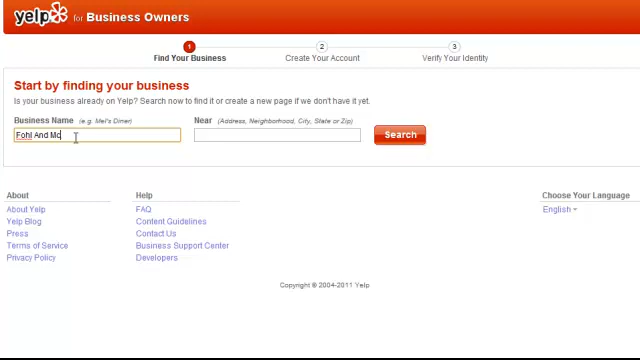 yelp for Business Owners
1 2 3
Find Your Business Create Your Account Verify Your Identity
Start by finding your business
Is your business already on Yelp? Search now to find it or create a new page if we don't have it yet.
Business Name (e.g. Mel's Diner) Near (Address, Neighborhood, City, State or Zip)
Fohl And Mc Search
About Help Choose Your Language
About Yelp FAQ English
Yelp Blog Content Guidelines
Press Contact Us
Terms of Service Business Support Center
Privacy Policy Developers
Copyright © 2004-2011 Yelp